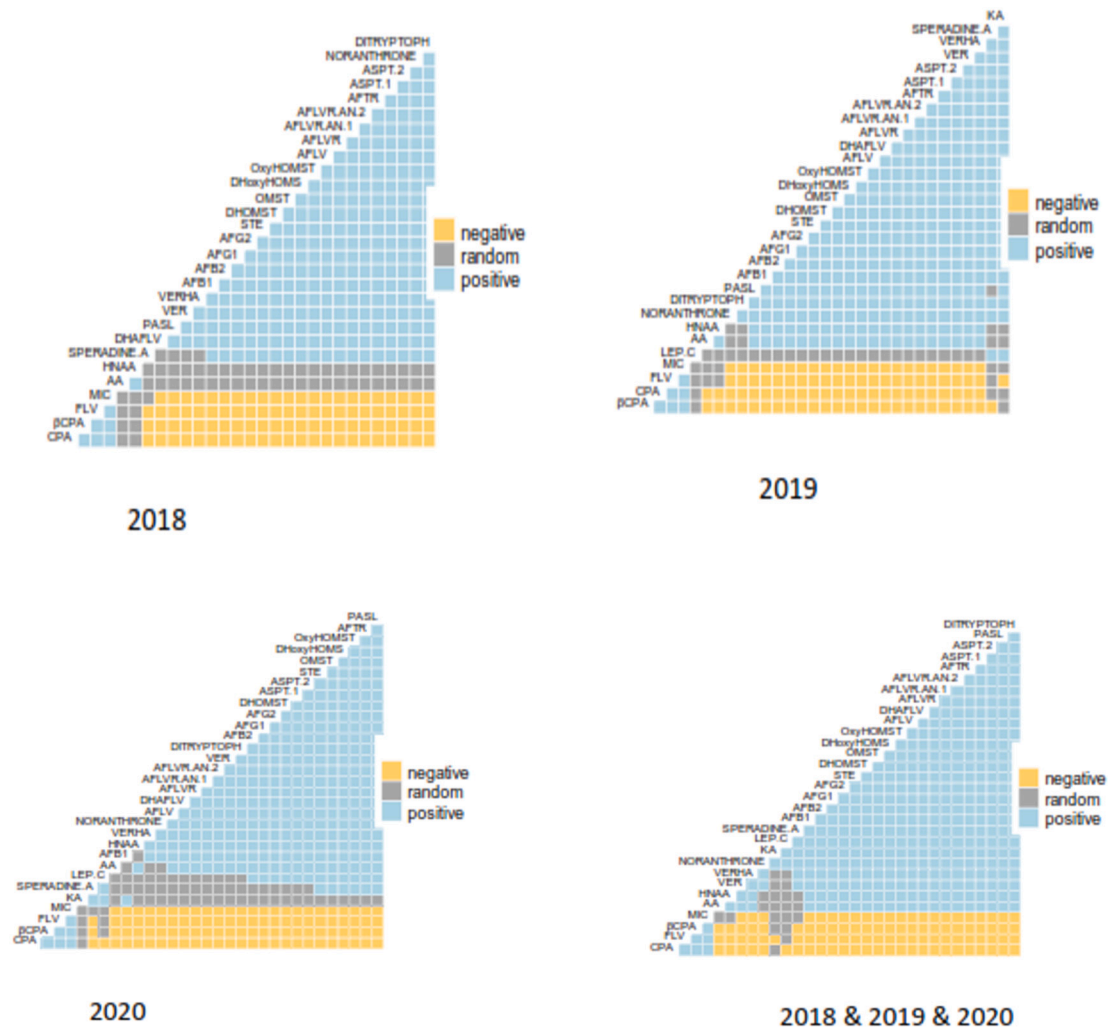 DITRYPTOPH
NORANTHRONE
ASPT.2
ASPT.1
AFTR
AFLVR.AN.2
AFLVR.AN.1
AFLVR
AFLV
OxyHOMST
DHoxyHOMS
OMST
DHOMST
STE
AFG2
AFG1
AFB2
AFB1
VERHA
VER
PASL
DHAFLV
SPERADINE.A
HNAA
AA
MIC
FLV
βCPA
CPA
negative
random
positive
2018
KA
SPERADINE.A
VERHA
VER
ASPT.2
ASPT.1
AFTR
AFLVR.AN.2
AFLVR.AN.1
AFLVR
DHAFLV
AFLV
OxyHOMST
DHoxyHOMS
OMST
DHOMST
STE
AFG2
AFG1
AFB2
AFB1
PASL
DITRYPTOPH
NORANTHRONE
HNAA
AA
LEP.C
MIC
FLV
CPA
βCPA
negative
random
positive
2019
PASL
AFTR
OxyHOMST
DHoxyHOMS
OMST
STE
ASPT.2
ASPT.1
DHOMST
AFG2
AFG1
AFB2
DITRYPTOPH
VER
AFLVR.AN.2
AFLVR.AN.1
AFLVR
DHAFLV
AFLV
NORANTHRONE
VERHA
HNAA
AFB1
AA
LEP.C
SPERADINE.A
KA
MIC
FLV
βCPA
CPA
negative
random
positive
2020
DITRYPTOPH
PASL
ASPT.2
ASPT.1
AFTR
AFLVR.AN.2
AFLVR.AN.1
AFLVR
DHAFLV
AFLV
OxyHOMST
DHoxyHOMS
OMST
DHOMST
STE
AFG2
AFG1
AFB2
AFB1
SPERADINE.A
LEP.C
KA
NORANTHRONE
VERHA
VER
HNAA
AA
MIC
βCPA
FLV
CPA
negative
random
positive
2018 & 2019 & 2020